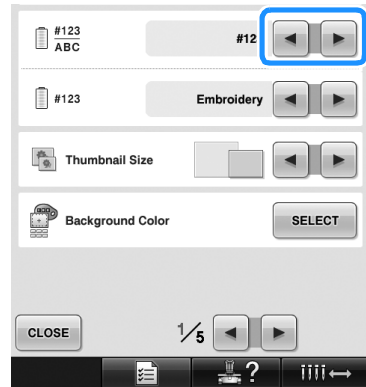 #123
ABC
#12
#123
Embroidery
Thumbnail Size
Background Color
SELECT
CLOSE
1/5
?